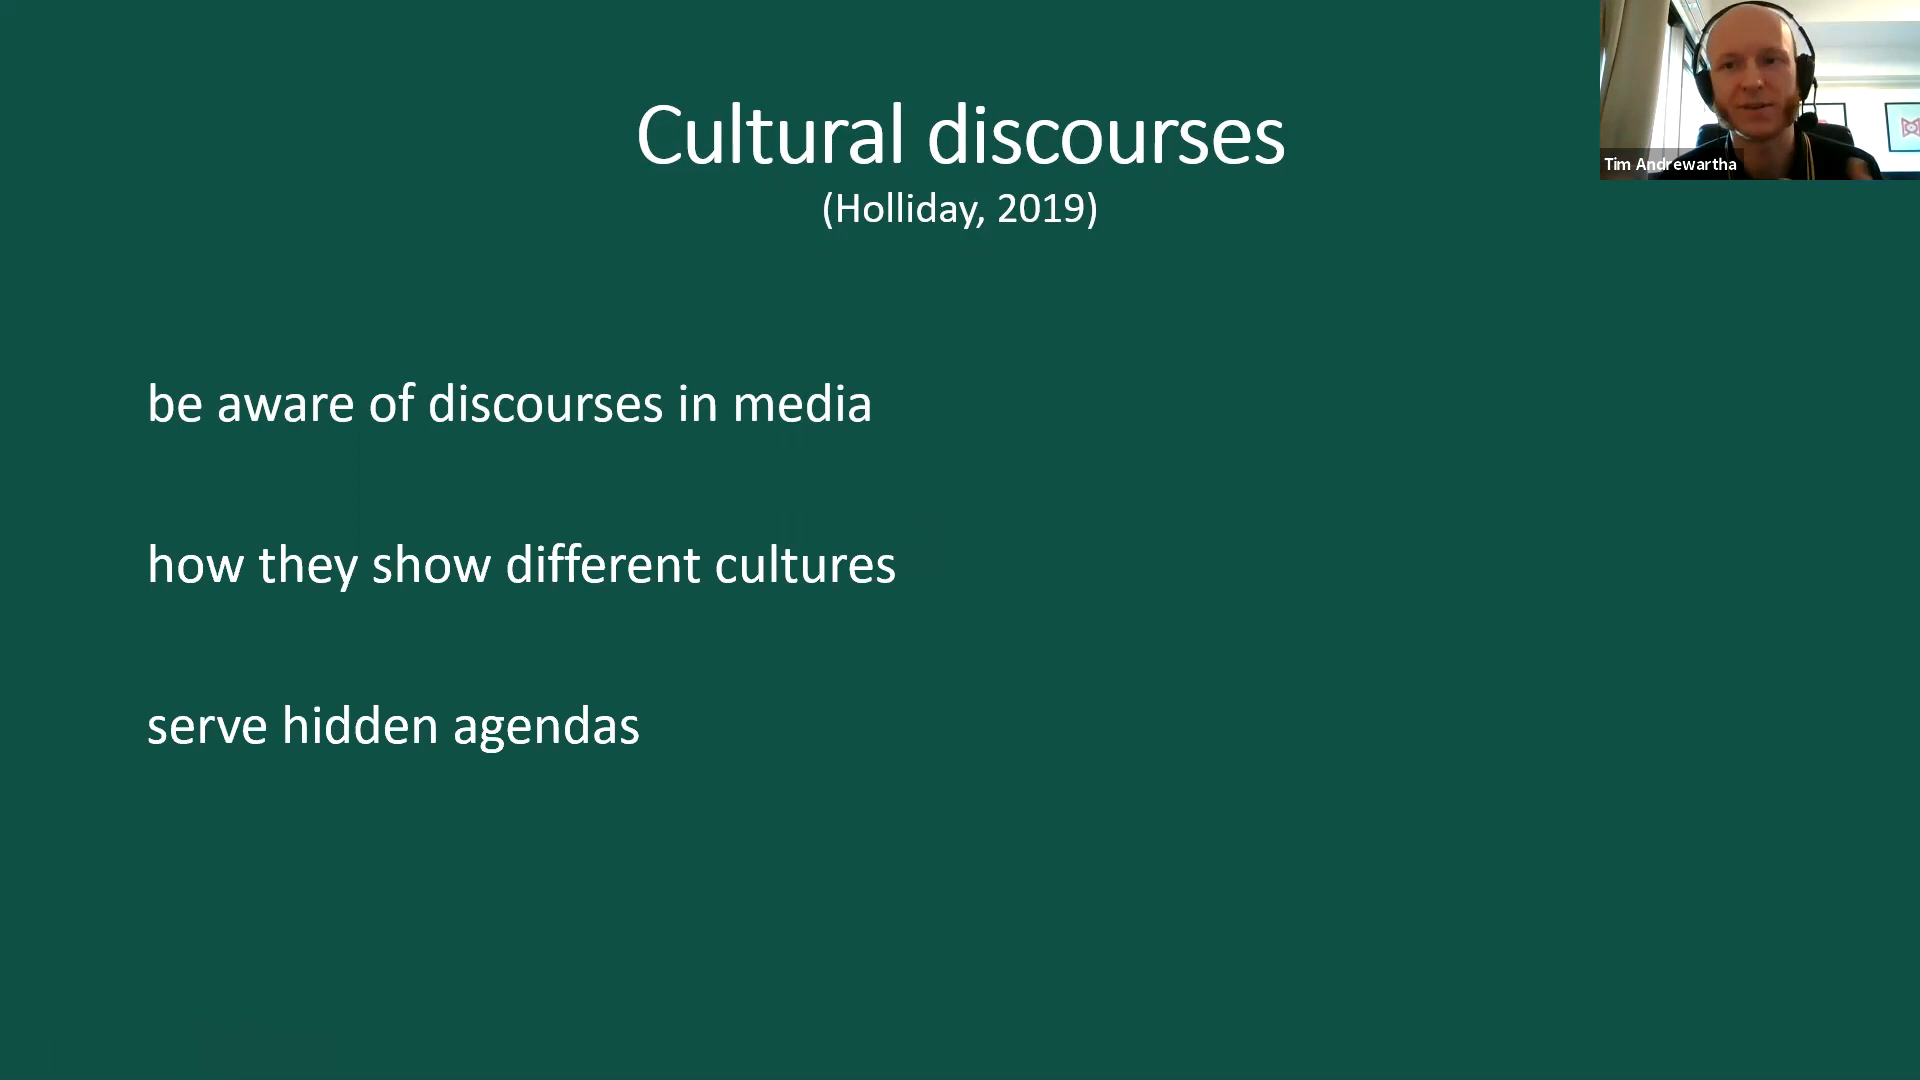 Cultural discourses
(Holliday, 2019)
Tim Andrewartha
be aware of discourses in media
how they show different cultures
serve hidden agendas